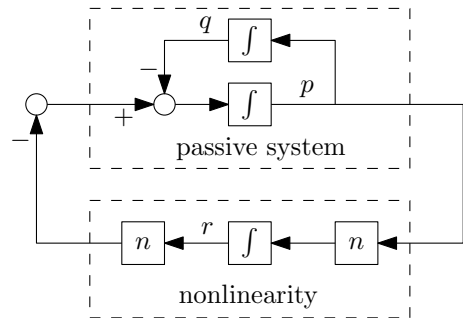 q
∫
−
p
+
∫
passive system
−
n
r
∫
n
nonlinearity